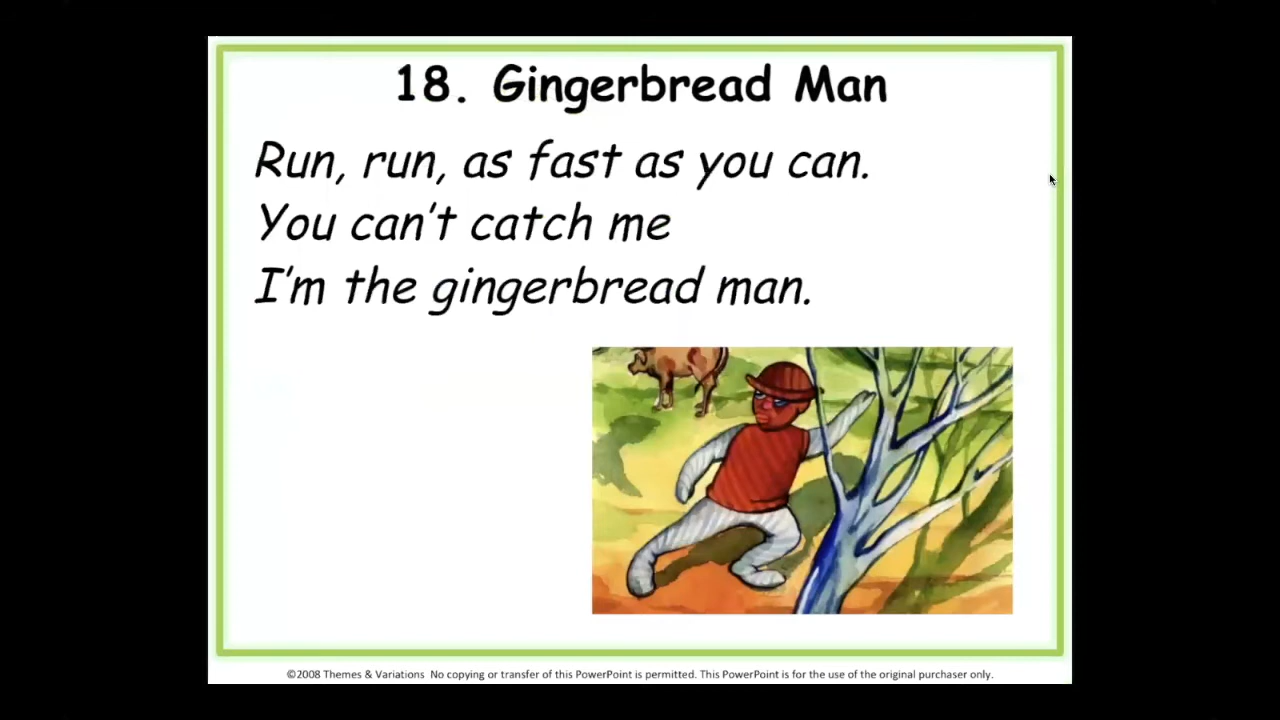 18. Gingerbread Man
Run, run, as fast as you can.
You can’t catch me
I’m the gingerbread man.
©2008 Themes & Variations  No copying or transfer of this PowerPoint is permitted. This PowerPoint is for the use of the original purchaser only.